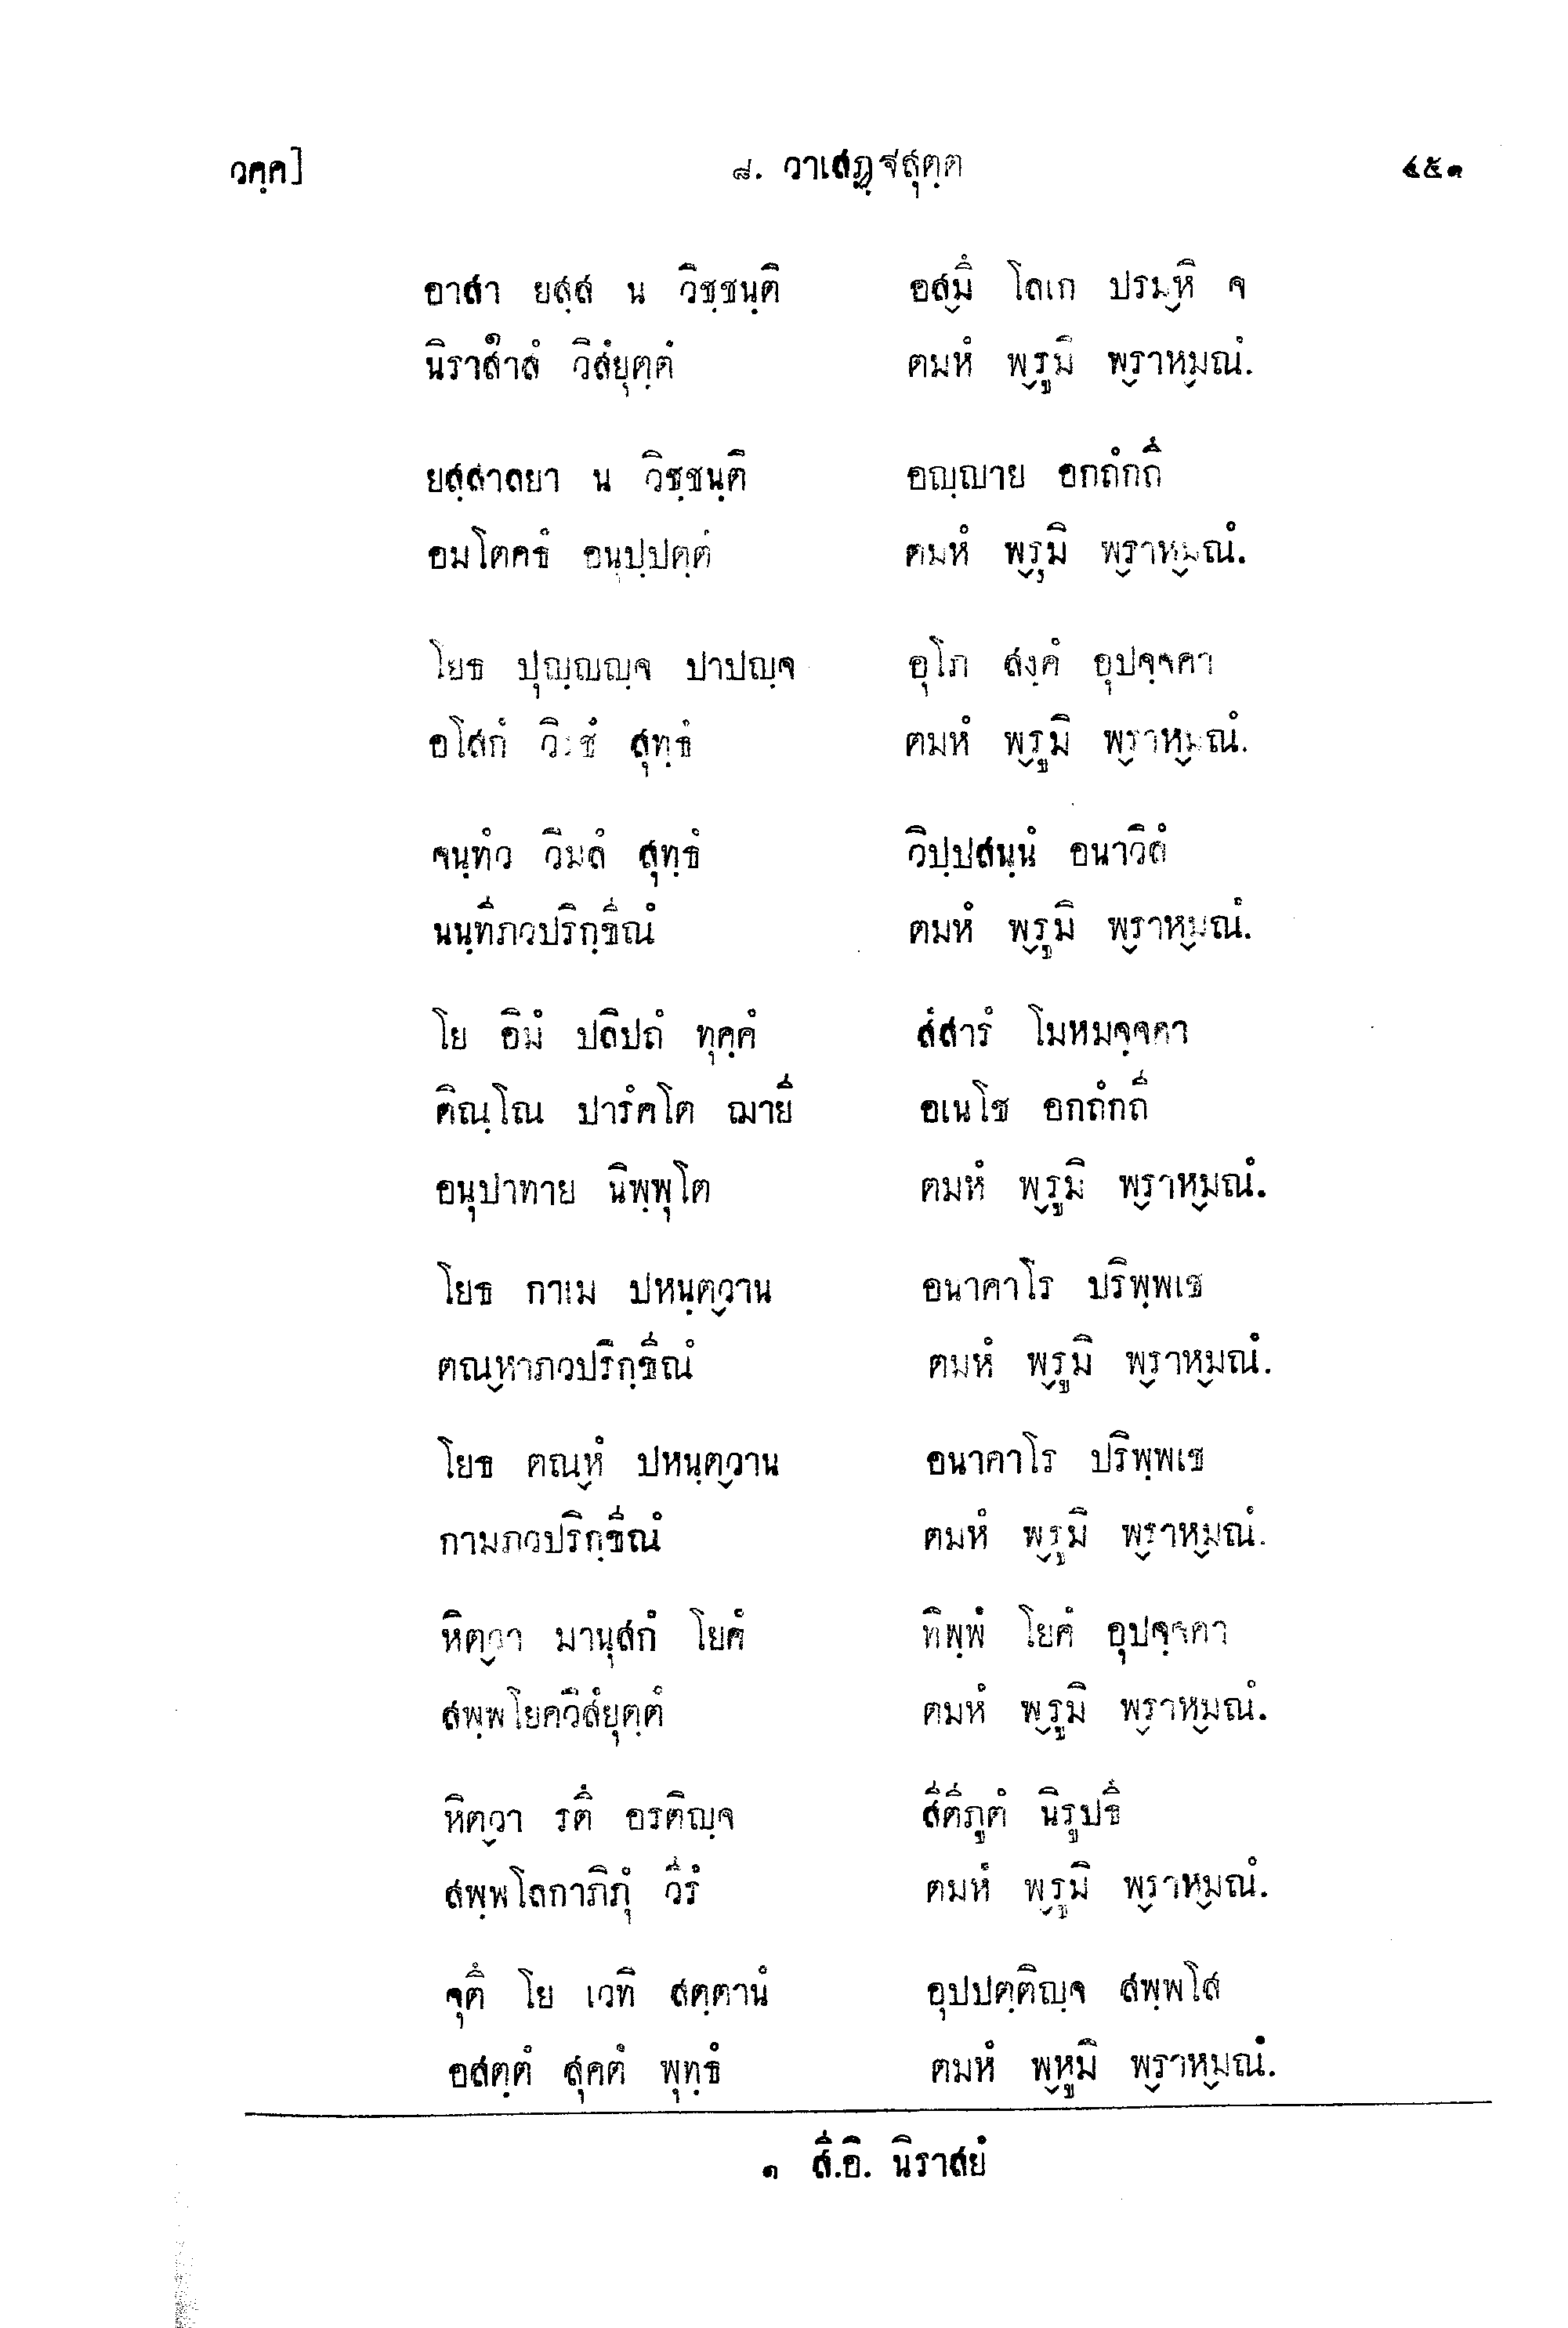 วคฺค] ๘. วาเสฏฺฐสุตฺต ๔๕๑
อาสา ยสฺส น วิชฺชนฺติ อส๎มึ โลเก ปรม๎หิ จ
นิราสาสํ๑ วิสํยุตฺตํ ตมหํ พ๎รูมิ พ๎ราห๎มณํ.
ยสฺสาลยา น วิชฺชนฺติ อญฺญาย อกถํกถี
อมโตคธํ อนุปฺปตฺตํ ตมหํ พ๎รุมิ พ๎ราห๎มณํ.
โยธ ปุญฺญญฺจ ปาปญฺจ อุโภ สงฺคํ อุปจฺจคา
อโสกํ วิรชํ สุทฺธํ ตมหํ พ๎รูมิ พ๎ราห๎มณํ.
จนฺทํว วิมลํ สุทฺธํ วิปฺปสนฺนํ อนาวิลํ
นนฺทีภวปริกฺขีณํ ตมหํ พ๎รูมิ พ๎ราห๎มณํ.
โย อิมํ ปลิปถํ ทุคฺคํ สํสารํ โมหมจฺจคา
ติณฺโณ ปารํคโต ฌายี อเนโช อกถํกถี
อนุปาทาย นิพฺพุโต ตมหํ พ๎รูมิ พ๎ราห๎มณํ.
โยธ กาเม ปหนฺต๎วาน อนาคาโร ปริพฺพเช
ตณ๎หาภวปริกฺขีณํ ตมหํ พ๎รูมิ พ๎ราห๎มณํ.
โยธ ตณ๎หํ ปหนฺต๎วาน อนาคาโร ปริพฺพเช
กามภวปริกฺขีณํ ตมหํ พ๎รูมิ พ๎ราห๎มณํ.
หิต๎วา มานุสกํ โยคํ ทิพฺพํ โยคํ อุปจฺจคา
สพฺพโยควิสํยุตฺตํ ตมหํ พ๎รูมิ พ๎ราห๎มณํ.
หิต๎วา รตึ อรติญฺจ สีติภูตํ นิรูปธึ
สพฺพโลกาภิภุํ วีรํ ตมหํ พ๎รูมิ พ๎ราห๎มณํ.
จุตึ โย เวทิ สตฺตานํ อุปปตฺติญฺจ สพฺพโส
อสตฺตํ สุคตํ พุทฺธํ ตมหํ พ๎หูมิ พ๎ราห๎มณํ.
๑ สี.อิ. นิราสยํ